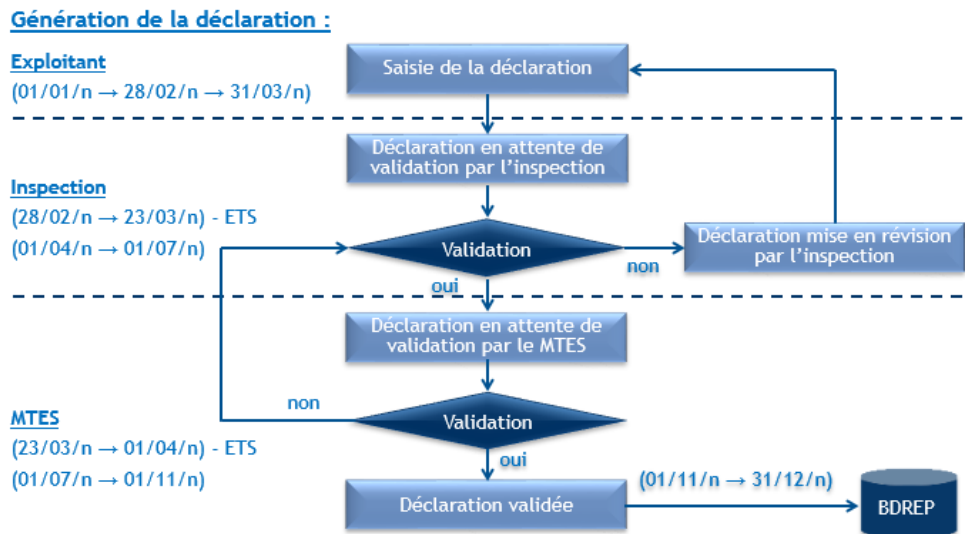 Génération de la déclaration :
Exploitant
(01/01/n → 28/02/n → 31/03/n)
Saisie de la déclaration
Déclaration en attente de
validation par l'inspection
Inspection
(28/02/n → 23/03/n) - ETS
(01/04/n → 01/07/n)
Validation
non
Déclaration mise en révision
par l'inspection
oui
Déclaration en attente de
validation par le MTES
non
Validation
MTES
(23/03/n → 01/04/n) - ETS
(01/07/n → 01/11/n)
oui
Déclaration validée
(01/11/n → 31/12/n)
BDREP